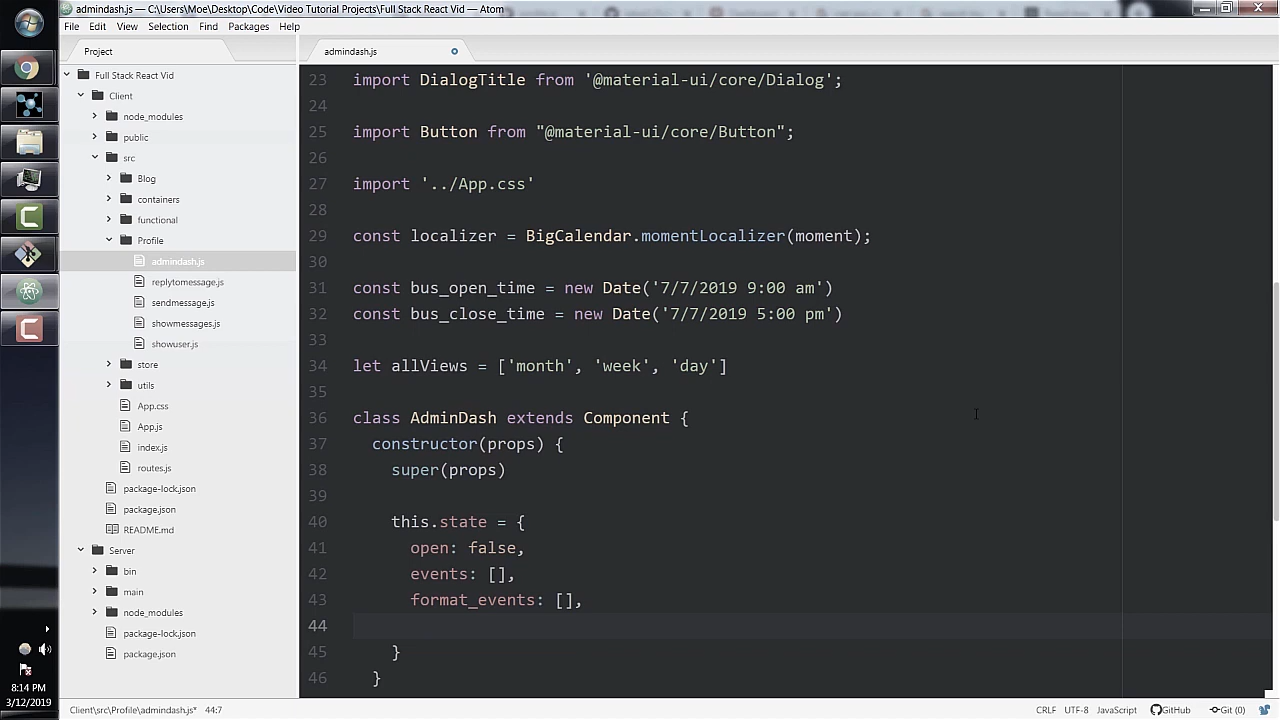 admindash.js — C:\Users\Moe\Desktop\Code\Video Tutorial Projects\Full Stack React Vid — Atom
File Edit View Selection Find Packages Help
Project
Full Stack React Vid
Client
node_modules
public
src
Blog
containers
functional
Profile
admindash.js
replytomessage.js
sendmessage.js
showmessages.js
showuser.js
store
utils
App.css
App.js
index.js
routes.js
package-lock.json
package.json
README.md
Server
bin
main
node_modules
package-lock.json
package.json
admindash.js
23 import DialogTitle from '@material-ui/core/Dialog';
24
25 import Button from "@material-ui/core/Button";
26
27 import '../App.css'
28
29 const localizer = BigCalendar.momentLocalizer(moment);
30
31 const bus_open_time = new Date('7/7/2019 9:00 am')
32 const bus_close_time = new Date('7/7/2019 5:00 pm')
33
34 let allViews = ['month', 'week', 'day']
35
36 class AdminDash extends Component {
37 constructor(props) {
38 super(props)
39
40 this.state = {
41 open: false,
42 events: [],
43 format_events: [],
44
45 }
46 }
8:14 PM
3/12/2019
Client\src\Profile\admindash.js* 44:7
CRLF UTF-8 JavaScript GitHub Git (0)